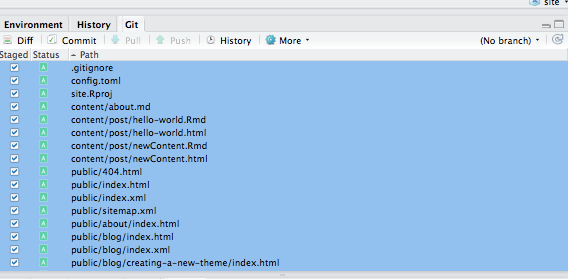 site
Environment History Git
Diff Commit Pull Push History More (No branch)
Staged Status Path
A .gitignore
A config.toml
A site.Rproj
A content/about.md
A content/post/hello-world.Rmd
A content/post/hello-world.html
A content/post/newContent.Rmd
A content/post/newContent.html
A public/404.html
A public/index.html
A public/index.xml
A public/sitemap.xml
A public/about/index.html
A public/blog/index.html
A public/blog/index.xml
A public/blog/creating-a-new-theme/index.html